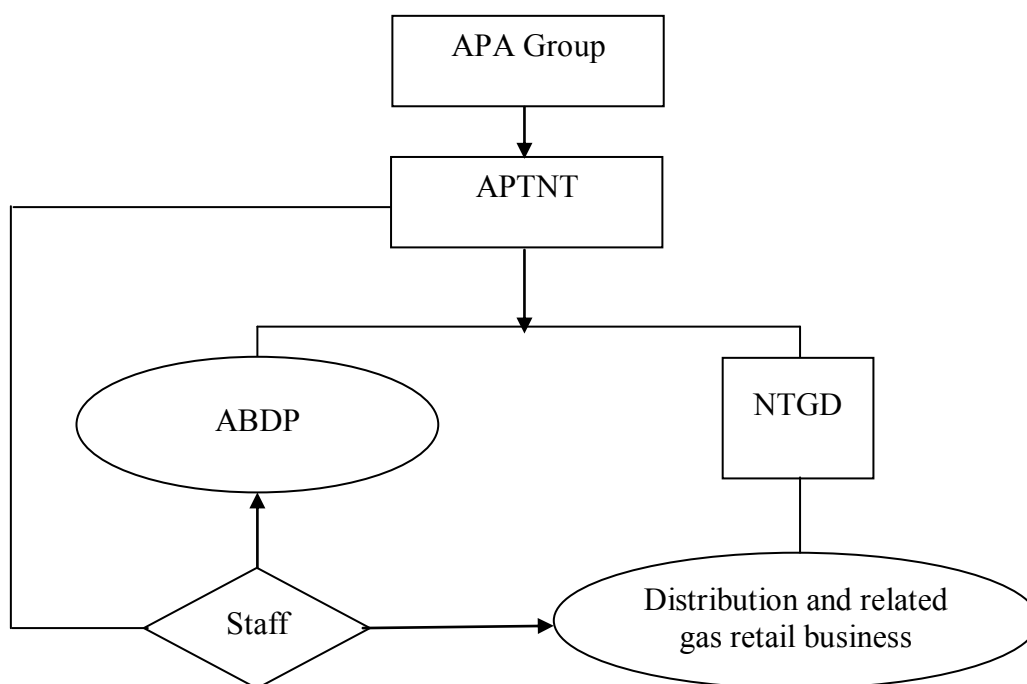 APA Group
APTNT
ABDP
NTGD
Staff
Distribution and related
gas retail business